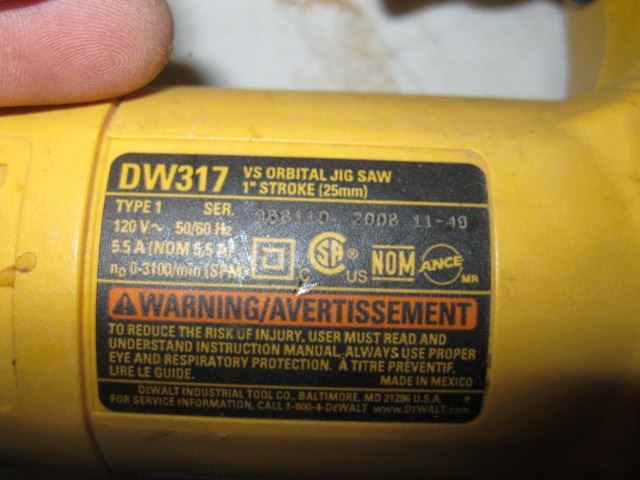 DW317 VS ORBITAL JIG SAW
1" STROKE (25mm)
TYPE 1 SER. 2008 11-49
120 V~ 50/60 Hz
5.5 A (NOM 5,5 A)
n₀ 0-3100/min (SPM)
C US
NOM
ANCE
MR
WARNING/AVERTISSEMENT
TO REDUCE THE RISK OF INJURY, USER MUST READ AND
UNDERSTAND INSTRUCTION MANUAL. ALWAYS USE PROPER
EYE AND RESPIRATORY PROTECTION. À TITRE PRÉVENTIF,
LIRE LE GUIDE. MADE IN MEXICO
DEWALT INDUSTRIAL TOOL CO., BALTIMORE, MD 21286 U.S.A.
FOR SERVICE INFORMATION, CALL 1-800-4-DEWALT www.DEWALT.com